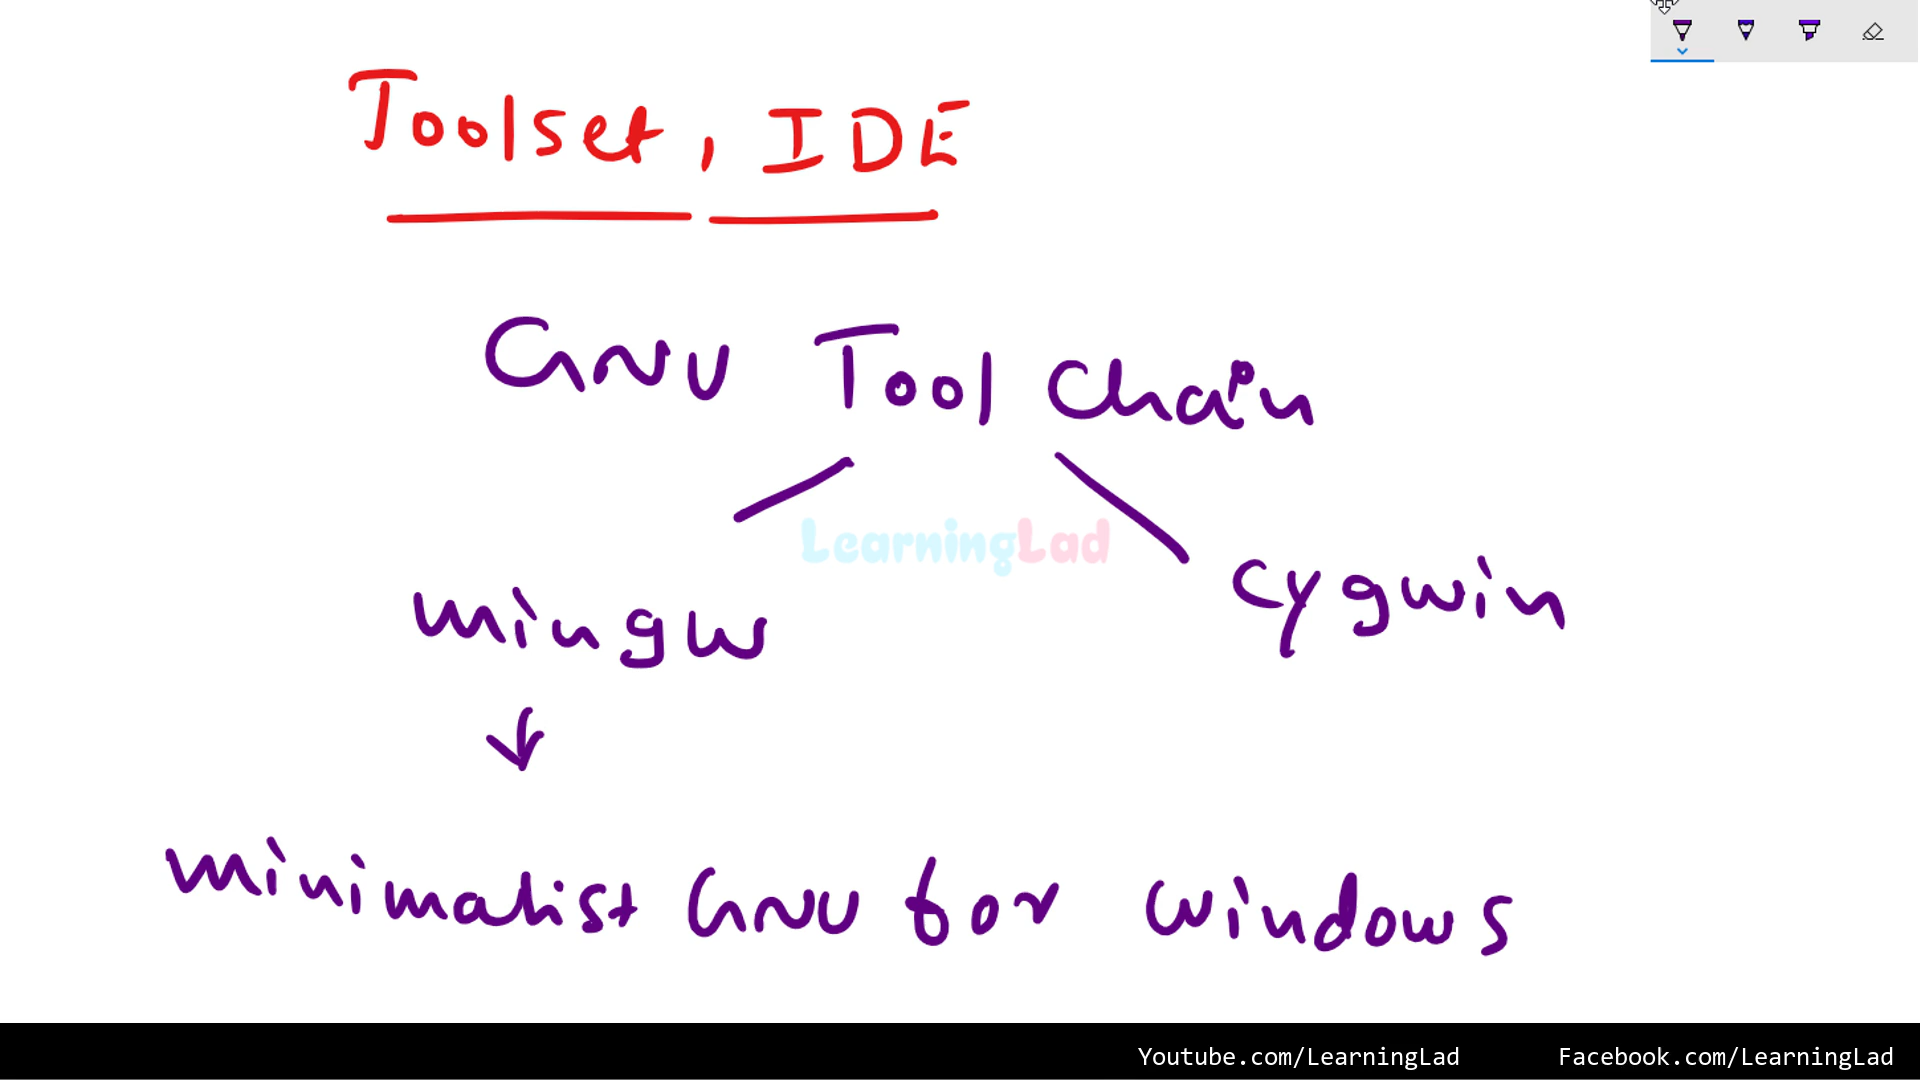 Toolset, IDE
GNU Tool Chain
LearningLad
mingw
cygwin
minimalist GNU for windows
Youtube.com/LearningLad Facebook.com/LearningLad